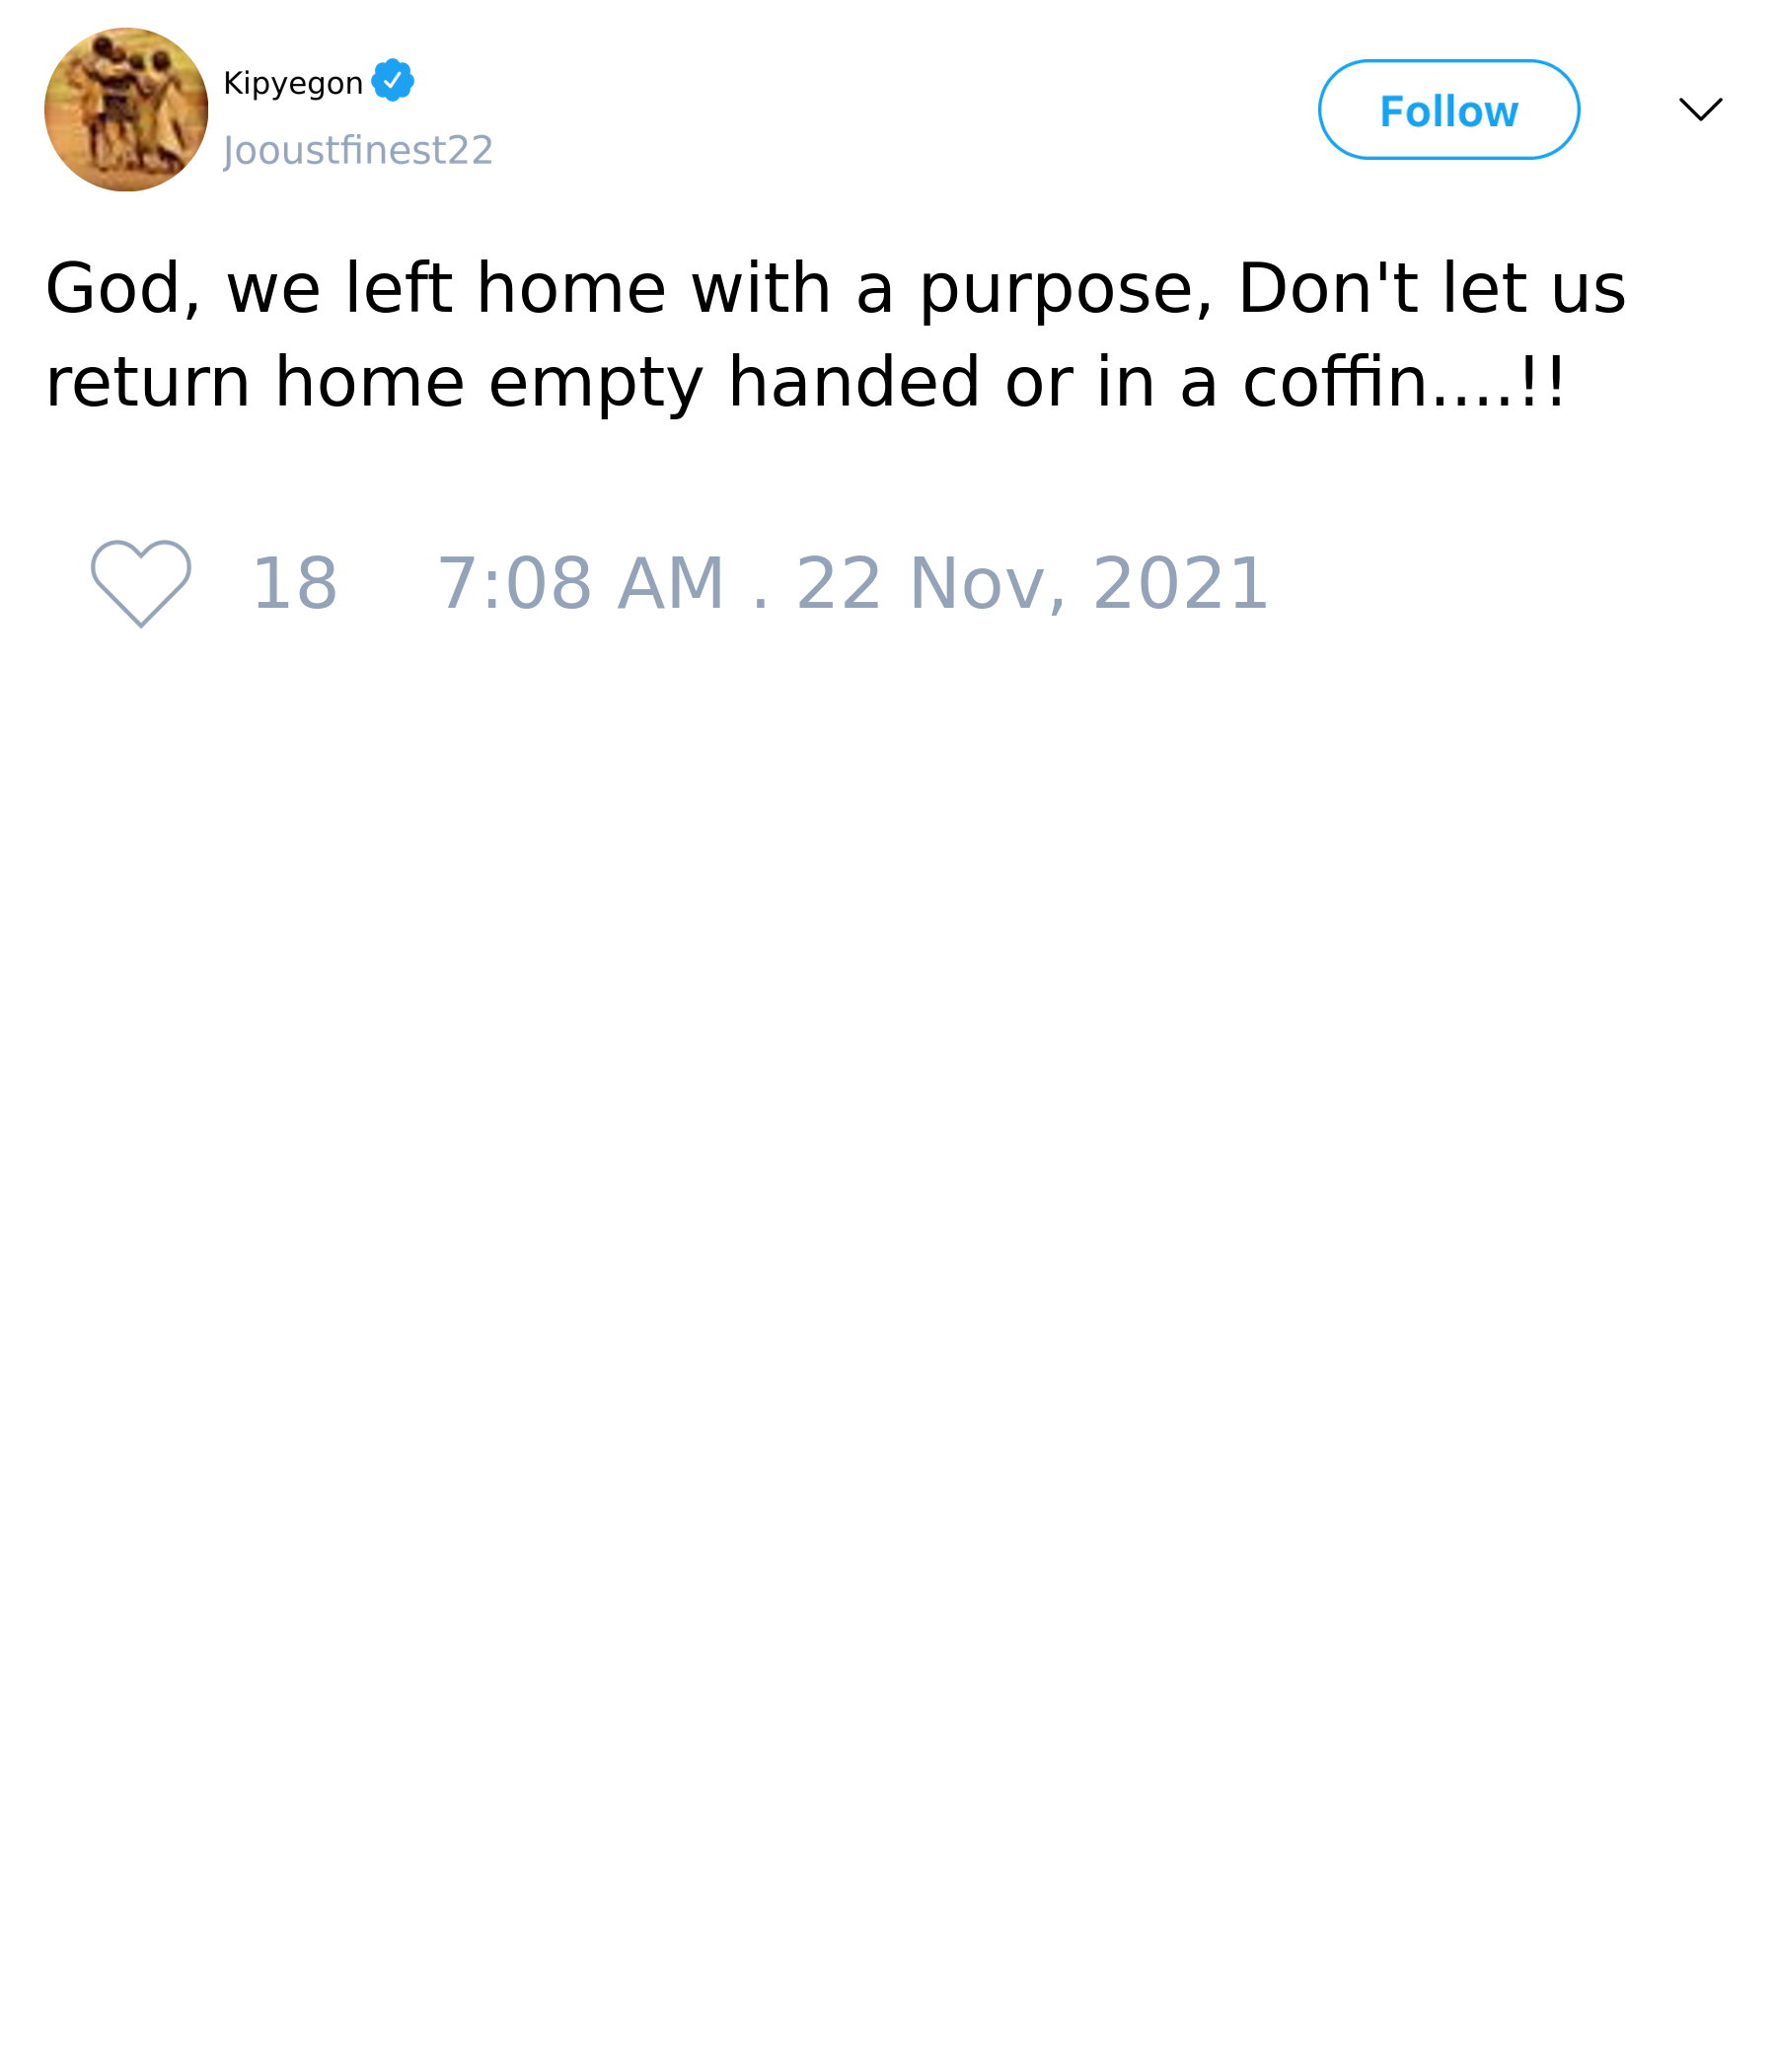 Kipyegon
Jooustfinest22
Follow
God, we left home with a purpose, Don't let us
return home empty handed or in a coffin....!!
18 7:08 AM . 22 Nov, 2021